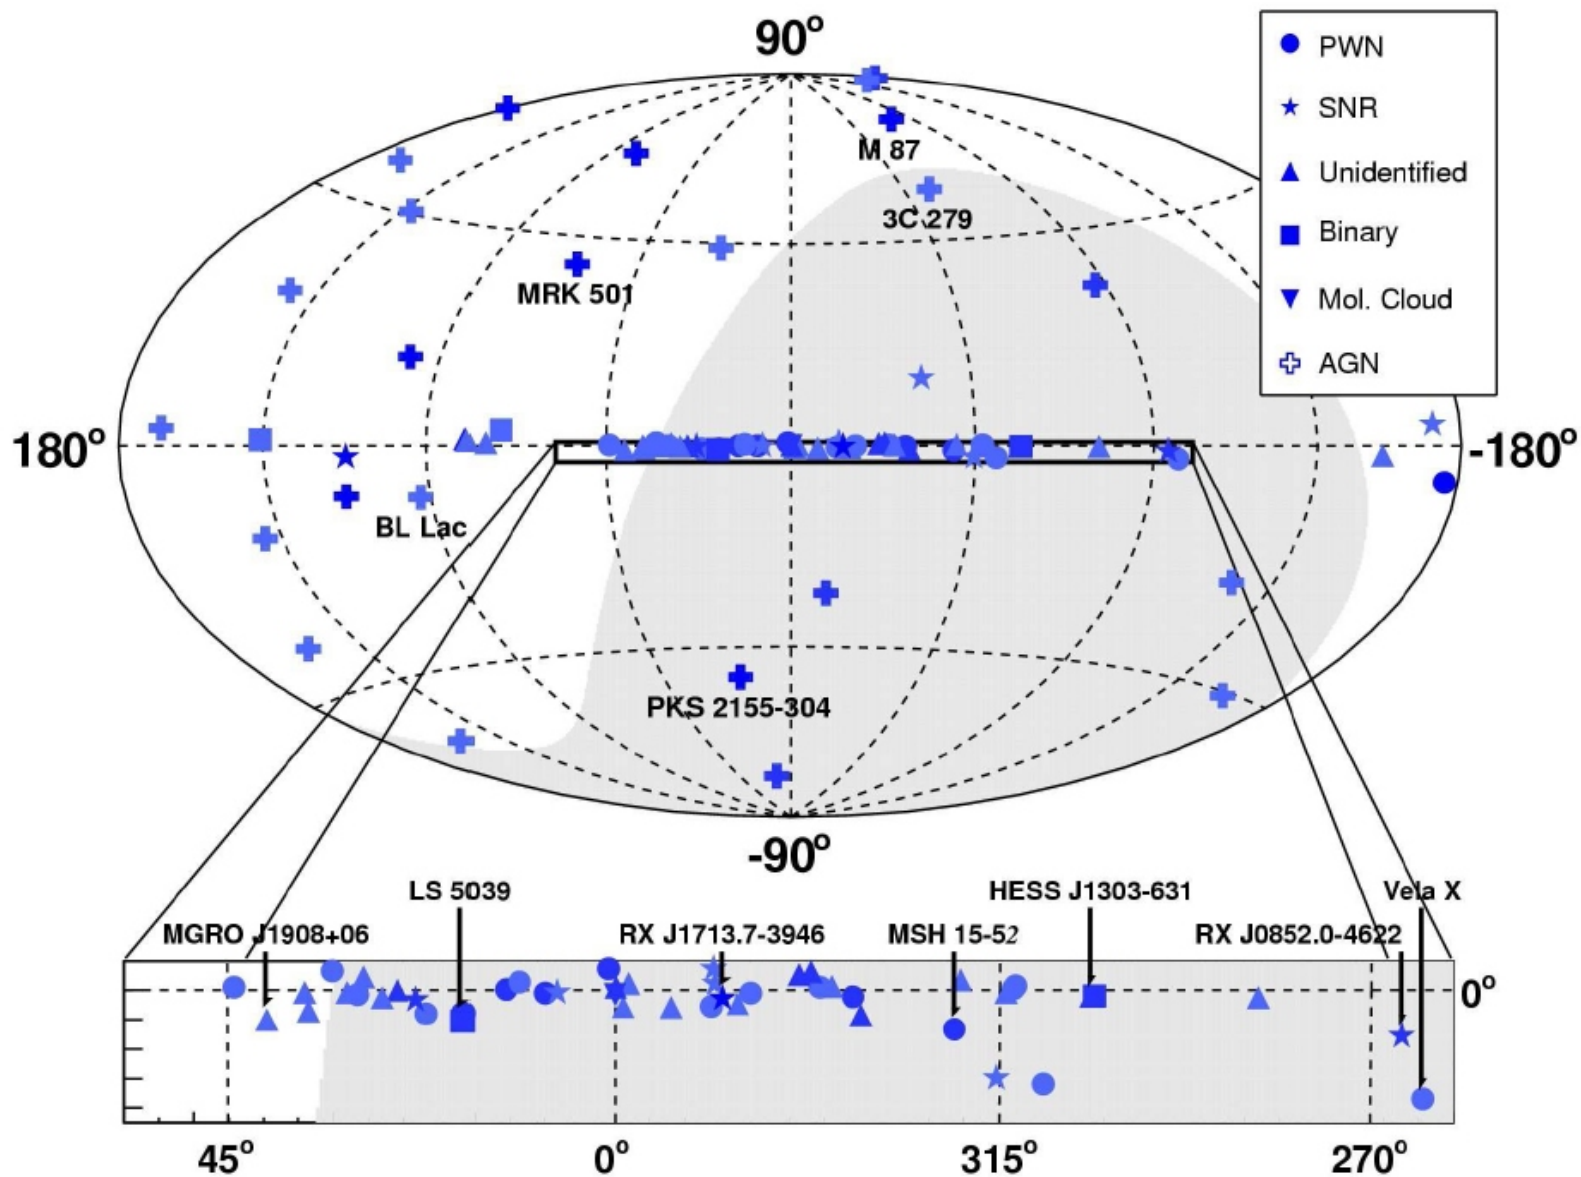 90°
PWN
SNR
Unidentified
Binary
Mol. Cloud
AGN
M 87
3C 279
MRK 501
180°
-180°
BL Lac
PKS 2155-304
-90°
LS 5039
HESS J1303-631
Vela X
MGRO J1908+06
RX J1713.7-3946
MSH 15-52
RX J0852.0-4622
0°
45°
0°
315°
270°